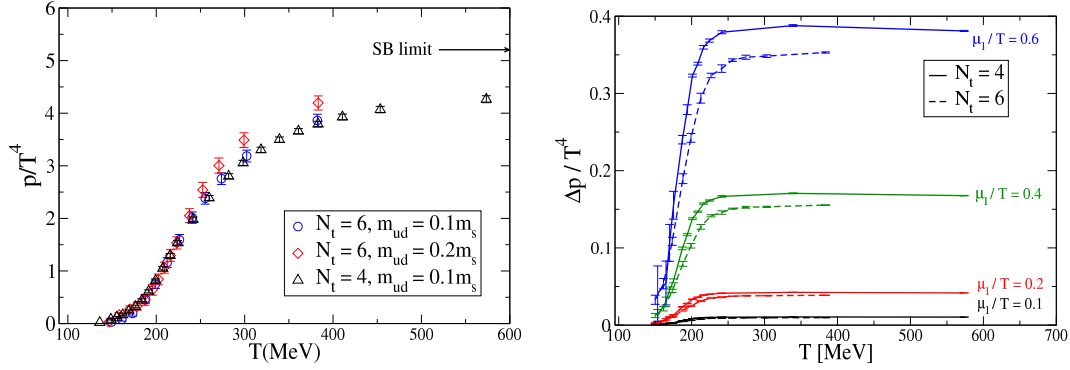 6
5
4
3
2
1
0
p/T⁴
SB limit
N_t = 6, m_ud = 0.1m_s
N_t = 6, m_ud = 0.2m_s
N_t = 4, m_ud = 0.1m_s
100 200 300 400 500 600
T(MeV)
0.4
0.3
0.2
0.1
0
Δp / T⁴
μ_l / T = 0.6
N_t = 4
N_t = 6
μ_l / T = 0.4
μ_l / T = 0.2
μ_l / T = 0.1
100 200 300 400 500 600 700
T [MeV]